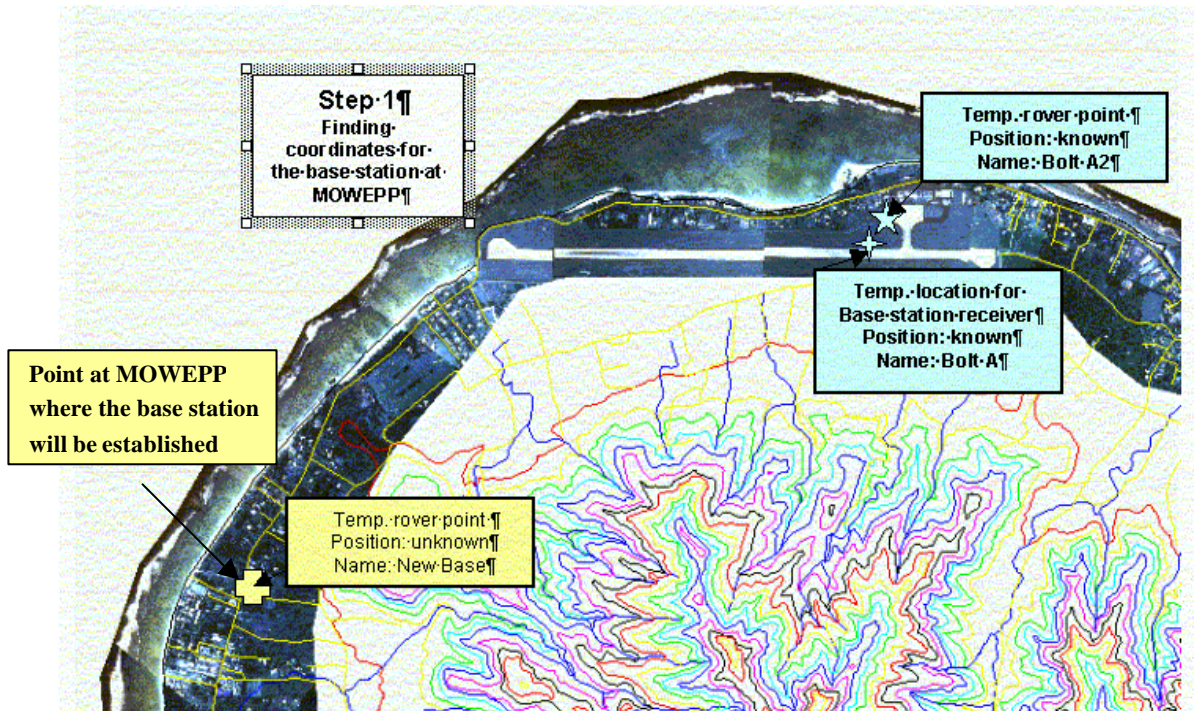 Step·1¶
Finding·
coordinates·for·
the·base·station·at·
MOWEPP¶
Temp.·rover·point·¶
Position:·known¶
Name:·Bolt·A2¶
Temp.·location·for·
Base·station·receiver¶
Position:·known¶
Name:·Bolt·A¶
Point at MOWEPP
where the base station
will be established
Temp.·rover·point·¶
Position:·unknown¶
Name:·New·Base¶